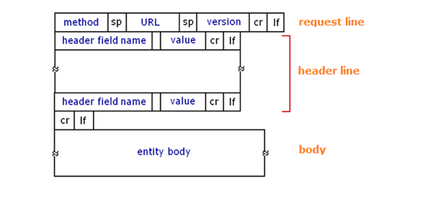 method sp URL sp version cr lf request line
header field name value cr lf
header line
header field name value cr lf
cr lf
entity body body